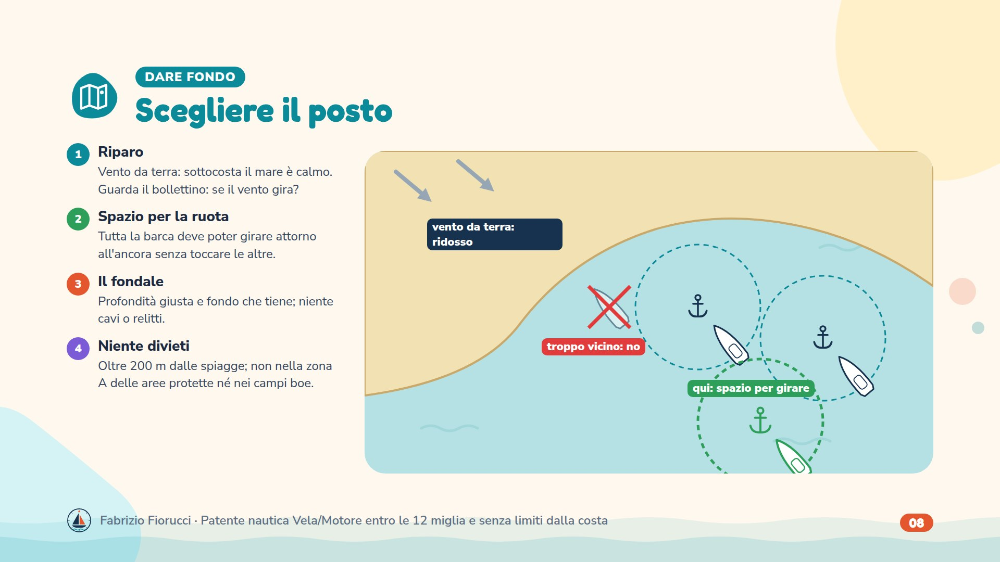 DARE FONDO
Scegliere il posto
1
Riparo
Vento da terra: sottocosta il mare è calmo.
Guarda il bollettino: se il vento gira?
2
Spazio per la ruota
Tutta la barca deve poter girare attorno
all'ancora senza toccare le altre.
3
Il fondale
Profondità giusta e fondo che tiene; niente
cavi o relitti.
4
Niente divieti
Oltre 200 m dalle spiagge; non nella zona
A delle aree protette né nei campi boe.
vento da terra:
ridosso
troppo vicino: no
qui: spazio per girare
Fabrizio Fiorucci · Patente nautica Vela/Motore entro le 12 miglia e senza limiti dalla costa
08